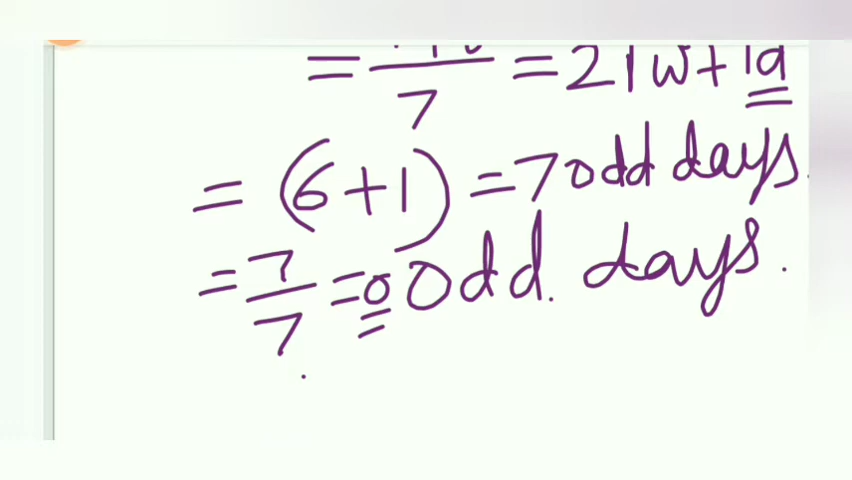 = /7 = 21w+1d
= (6+1) = 7 odd days.
= 7/7 = 0 Odd. days.